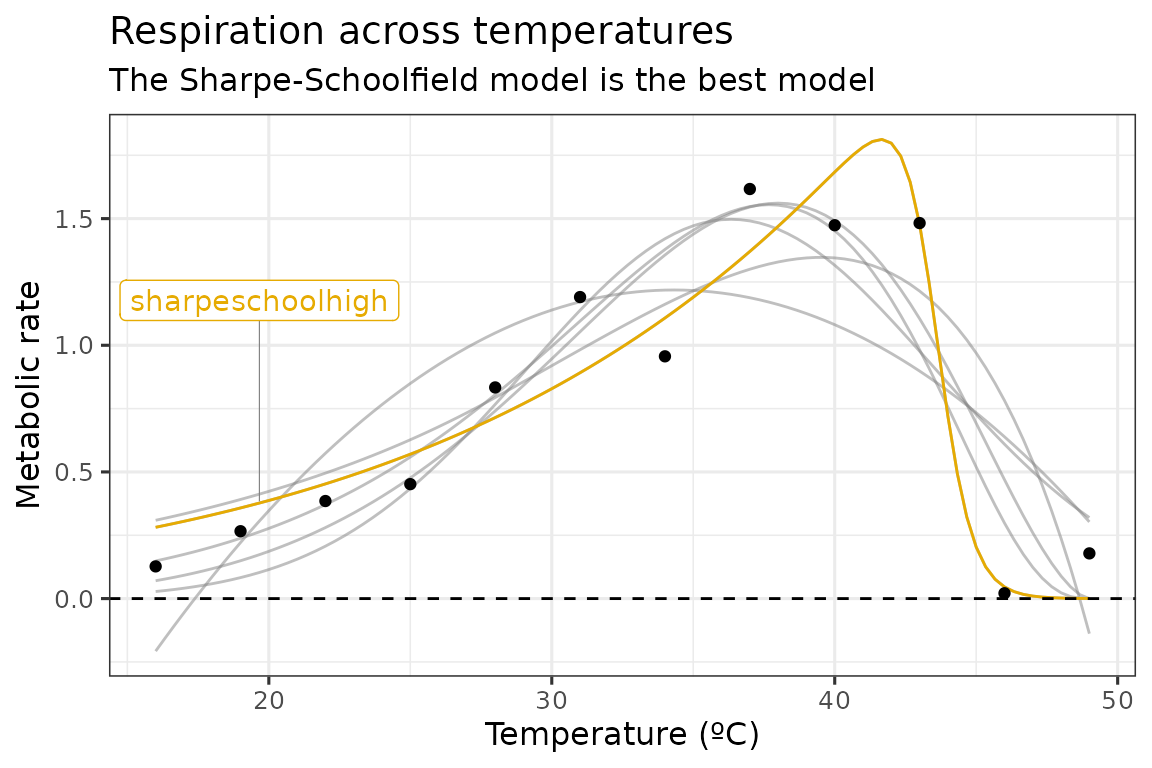 Respiration across temperatures
The Sharpe-Schoolfield model is the best model
Metabolic rate
1.5
1.0
0.5
0.0
sharpeschoolhigh
20 30 40 50
Temperature (ºC)